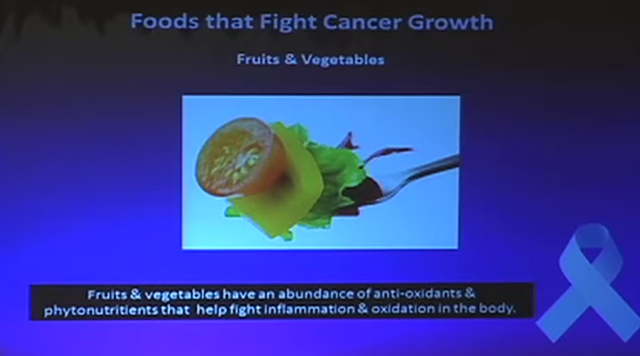 Foods that Fight Cancer Growth
Fruits & Vegetables
Fruits & vegetables have an abundance of anti-oxidants &
phytonutritients that help fight inflammation & oxidation in the body.